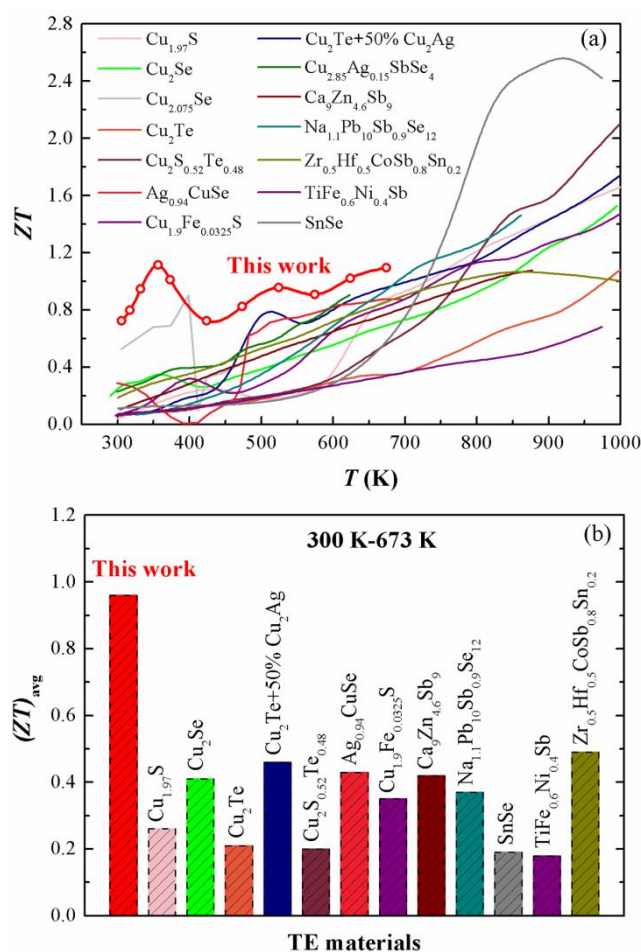 (a)
Cu₁.₉₇S
Cu₂Se
Cu₂.₀₇₅Se
Cu₂Te
Cu₂S₀.₅₂Te₀.₄₈
Ag₀.₉₄CuSe
Cu₁.₉Fe₀.₀₃₂₅S
Cu₂Te+50% Cu₂Ag
Cu₂.₈₅Ag₀.₁₅SbSe₄
Ca₉Zn₄.₆Sb₉
Na₁.₁Pb₁₀Sb₀.₉Se₁₂
Zr₀.₅Hf₀.₅CoSb₀.₈Sn₀.₂
TiFe₀.₆Ni₀.₄Sb
SnSe
This work
ZT
2.8
2.4
2.0
1.6
1.2
0.8
0.4
0.0
300 400 500 600 700 800 900 1000
T (K)
(b)
300 K-673 K
This work
(ZT)avg
1.2
1.0
0.8
0.6
0.4
0.2
0.0
Cu₁.₉₇S
Cu₂Se
Cu₂Te
Cu₂Te+50% Cu₂Ag
Cu₂S₀.₅₂Te₀.₄₈
Ag₀.₉₄CuSe
Cu₁.₉Fe₀.₀₃₂₅S
Ca₉Zn₄.₆Sb₉
Na₁.₁Pb₁₀Sb₀.₉Se₁₂
SnSe
TiFe₀.₆Ni₀.₄Sb
Zr₀.₅Hf₀.₅CoSb₀.₈Sn₀.₂
TE materials